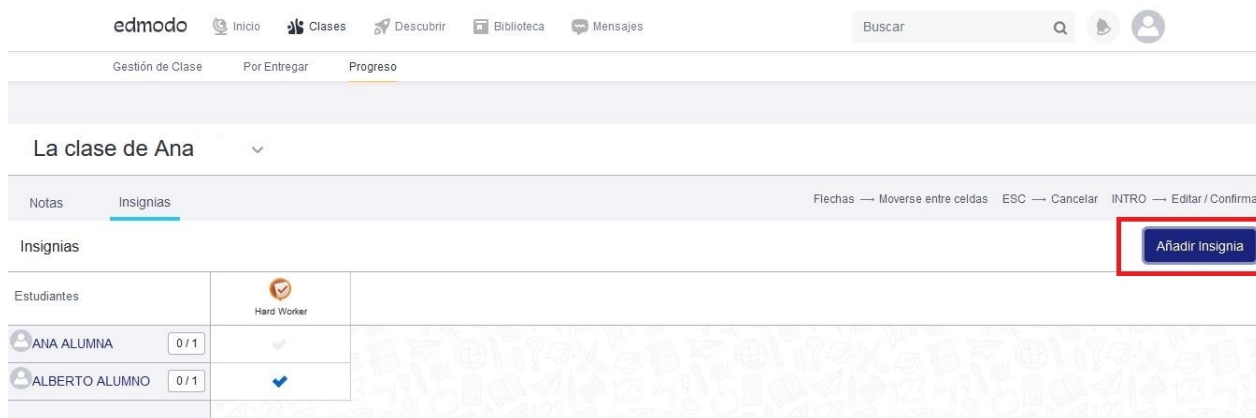 edmodo Inicio Clases Descubrir Biblioteca Mensajes Buscar
Gestión de Clase Por Entregar Progreso
La clase de Ana
Notas Insignias Flechas → Moverse entre celdas ESC → Cancelar INTRO → Editar / Confirma
Insignias Añadir Insignia
Estudiantes Hard Worker
ANA ALUMNA 0 / 1
ALBERTO ALUMNO 0 / 1